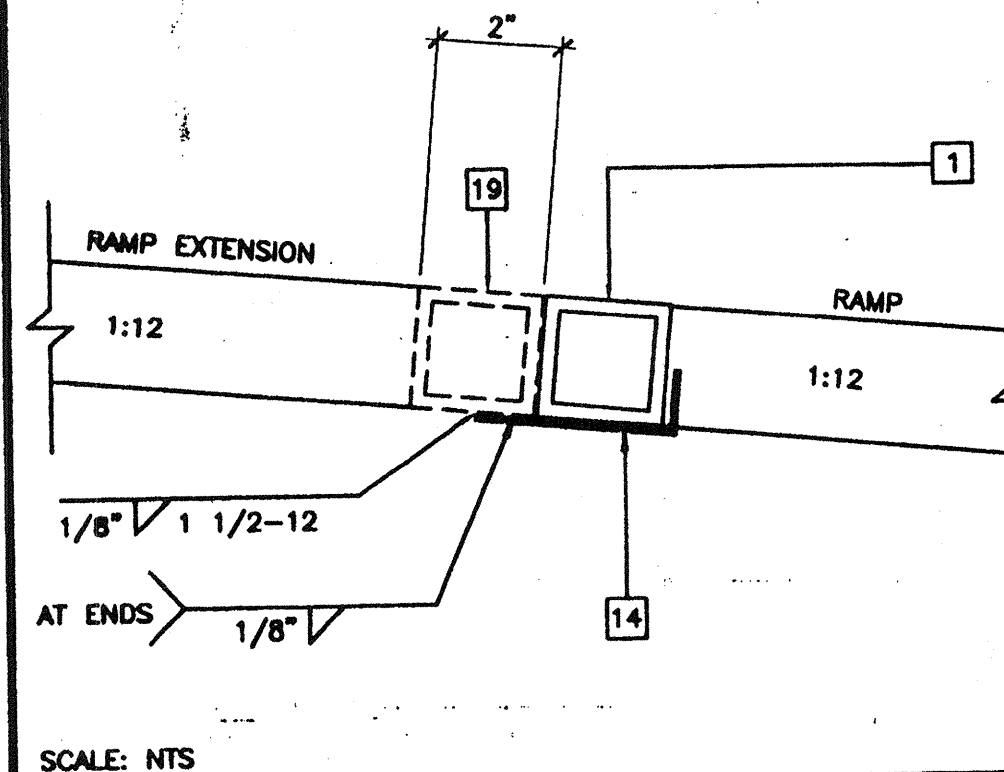 2"
1
19
RAMP EXTENSION
RAMP
1:12
1:12
1/8" 1 1/2-12
AT ENDS
1/8"
14
SCALE: NTS